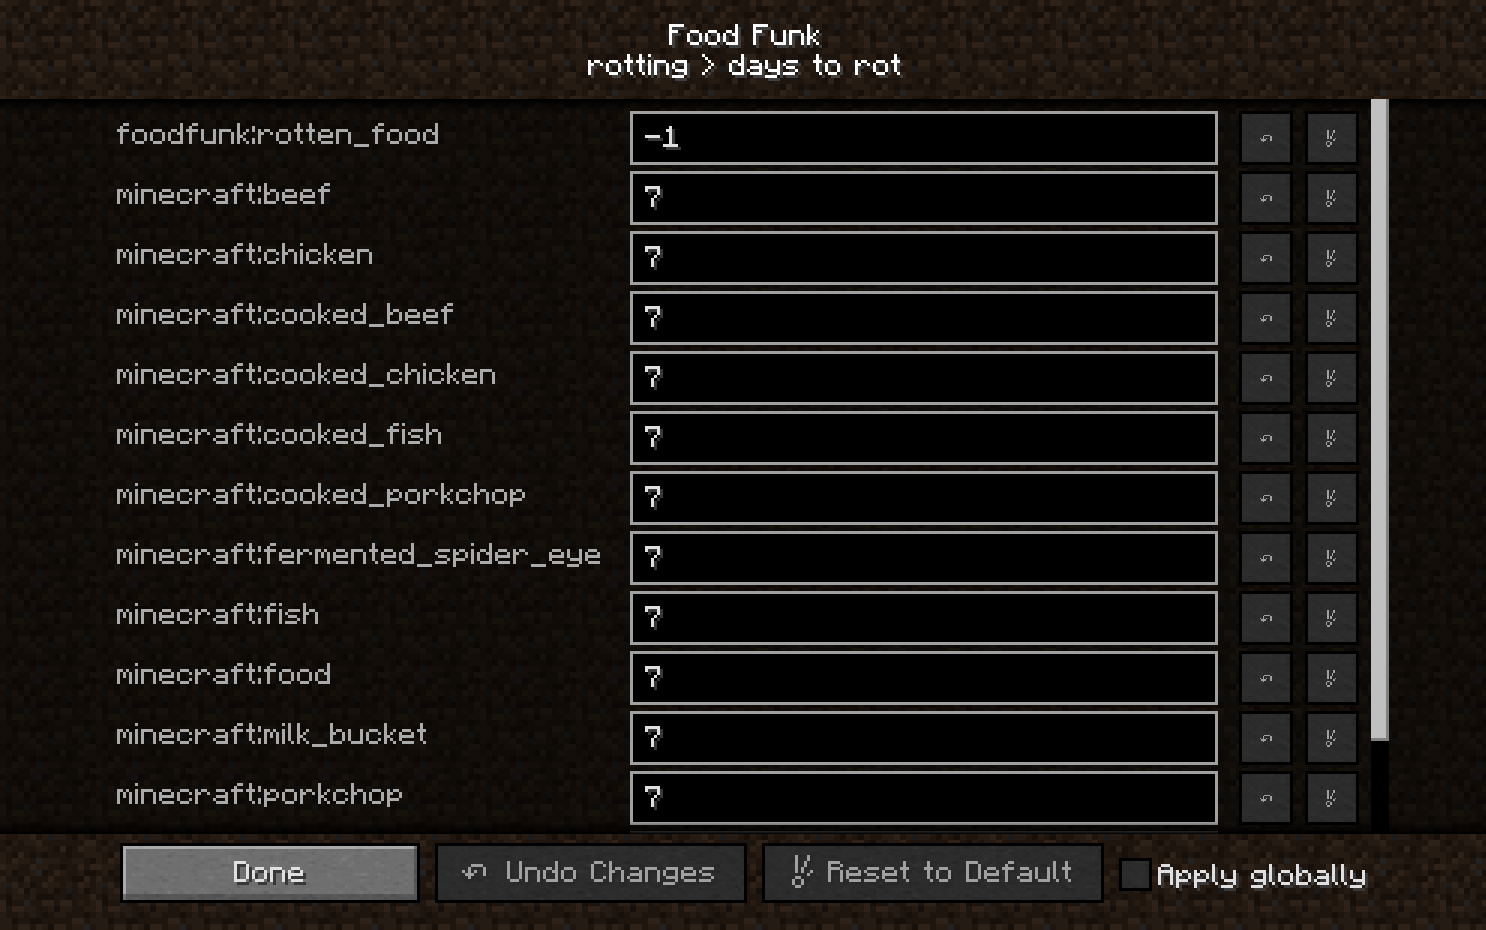 Food Funk
rotting > days to rot
foodfunk:rotten_food -1
minecraft:beef 7
minecraft:chicken 7
minecraft:cooked_beef 7
minecraft:cooked_chicken 7
minecraft:cooked_fish 7
minecraft:cooked_porkchop 7
minecraft:fermented_spider_eye 7
minecraft:fish 7
minecraft:food 7
minecraft:milk_bucket 7
minecraft:porkchop 7
Done ↶ Undo Changes Reset to Default Apply globally